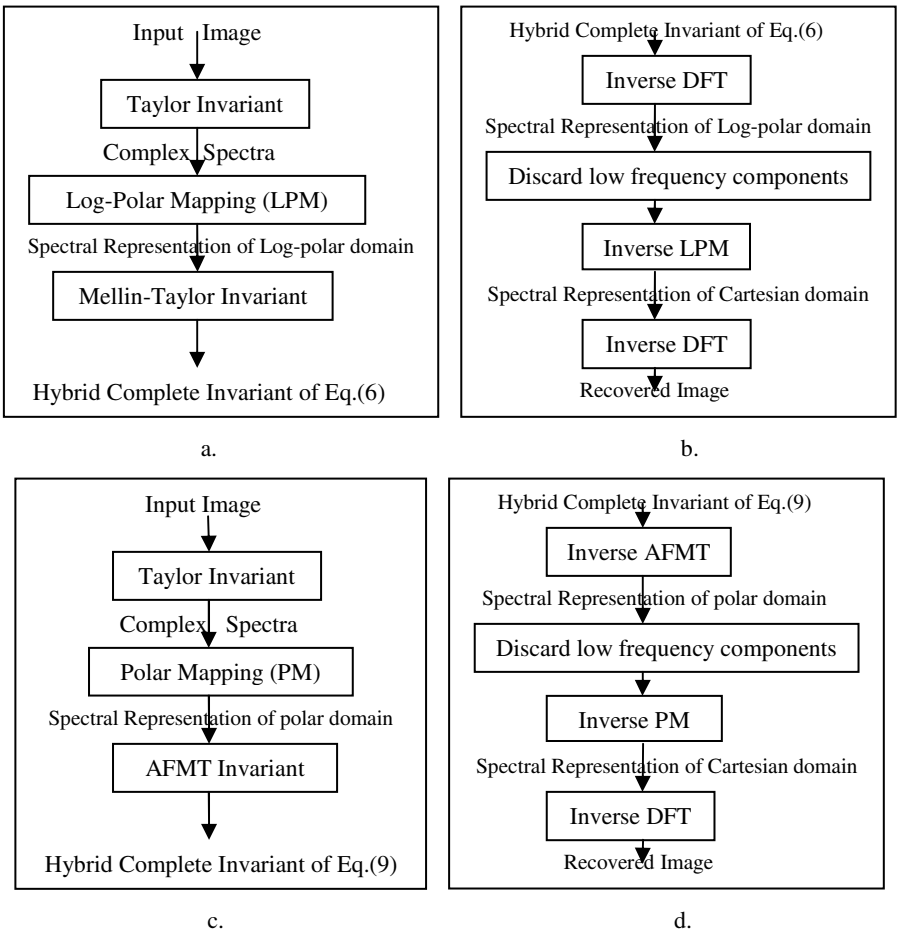 Input Image
Taylor Invariant
Complex Spectra
Log-Polar Mapping (LPM)
Spectral Representation of Log-polar domain
Mellin-Taylor Invariant
Hybrid Complete Invariant of Eq.(6)
a.
Hybrid Complete Invariant of Eq.(6)
Inverse DFT
Spectral Representation of Log-polar domain
Discard low frequency components
Inverse LPM
Spectral Representation of Cartesian domain
Inverse DFT
Recovered Image
b.
Input Image
Taylor Invariant
Complex Spectra
Polar Mapping (PM)
Spectral Representation of polar domain
AFMT Invariant
Hybrid Complete Invariant of Eq.(9)
c.
Hybrid Complete Invariant of Eq.(9)
Inverse AFMT
Spectral Representation of polar domain
Discard low frequency components
Inverse PM
Spectral Representation of Cartesian domain
Inverse DFT
Recovered Image
d.